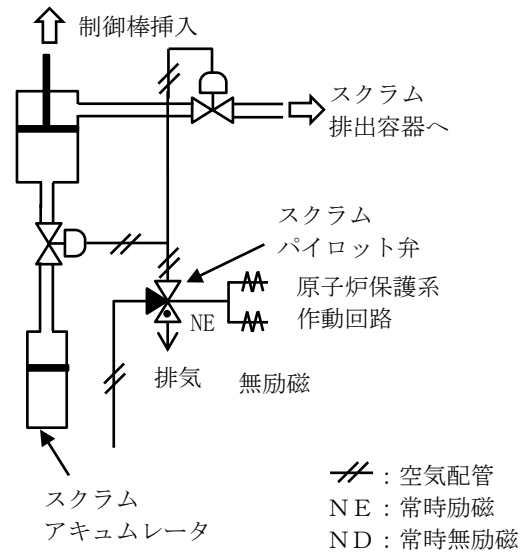 制御棒挿入
スクラム
排出容器へ
スクラム
パイロット弁
原子炉保護系
作動回路
NE
排気
無励磁
スクラム
アキュムレータ
：空気配管
ＮＥ：常時励磁
ＮＤ：常時無励磁